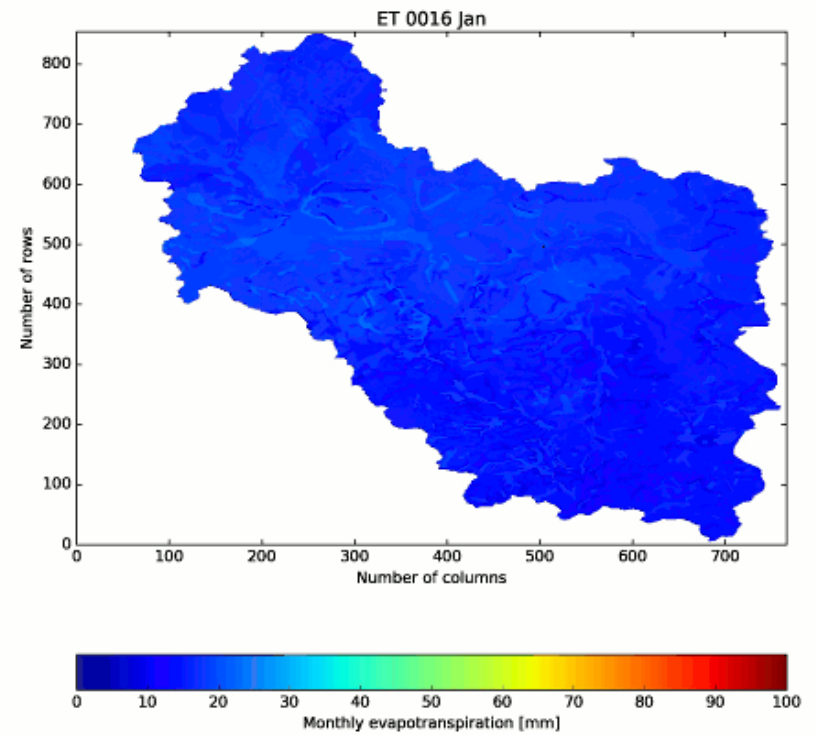 ET 0016 Jan
800
700
600
500
400
300
200
100
0
Number of rows
0 100 200 300 400 500 600 700
Number of columns
0 10 20 30 40 50 60 70 80 90 100
Monthly evapotranspiration [mm]